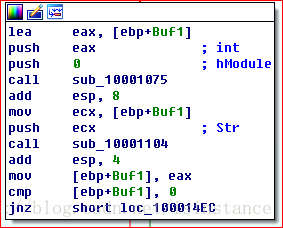 lea     eax, [ebp+Buf1]
push    eax             ; int
push    0               ; hModule
call    sub_10001075
add     esp, 8
mov     ecx, [ebp+Buf1]
push    ecx             ; Str
call    sub_10001104
add     esp, 4
mov     [ebp+Buf1], eax
cmp     [ebp+Buf1], 0
jnz     short loc_100014EC